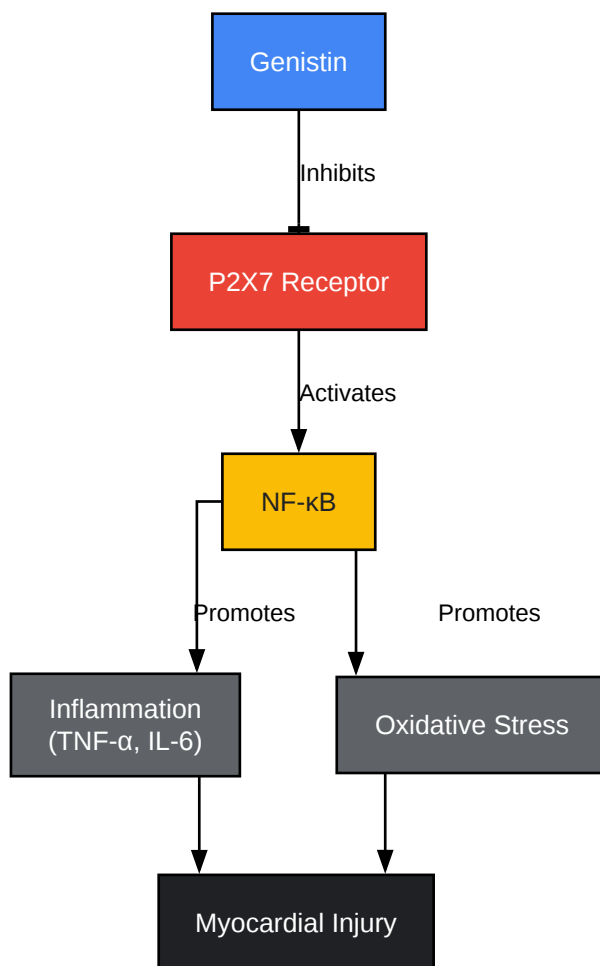 Genistin
Inhibits
P2X7 Receptor
Activates
NF-κB
Promotes
Promotes
Inflammation
(TNF-α, IL-6)
Oxidative Stress
Myocardial Injury